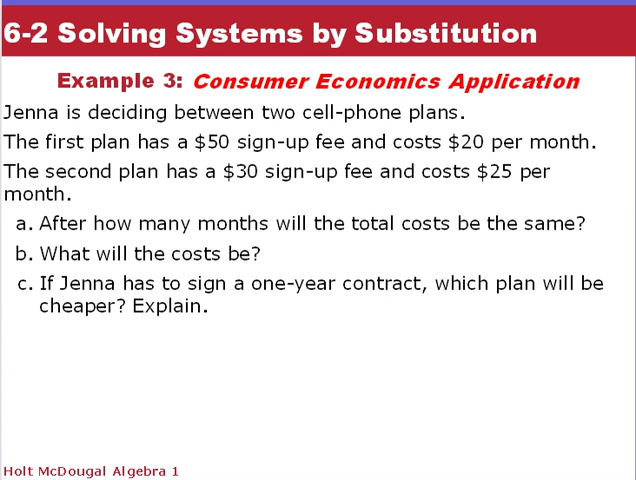 6-2 Solving Systems by Substitution
Example 3: Consumer Economics Application
Jenna is deciding between two cell-phone plans.
The first plan has a $50 sign-up fee and costs $20 per month.
The second plan has a $30 sign-up fee and costs $25 per
month.
a. After how many months will the total costs be the same?
b. What will the costs be?
c. If Jenna has to sign a one-year contract, which plan will be
cheaper? Explain.
Holt McDougal Algebra 1